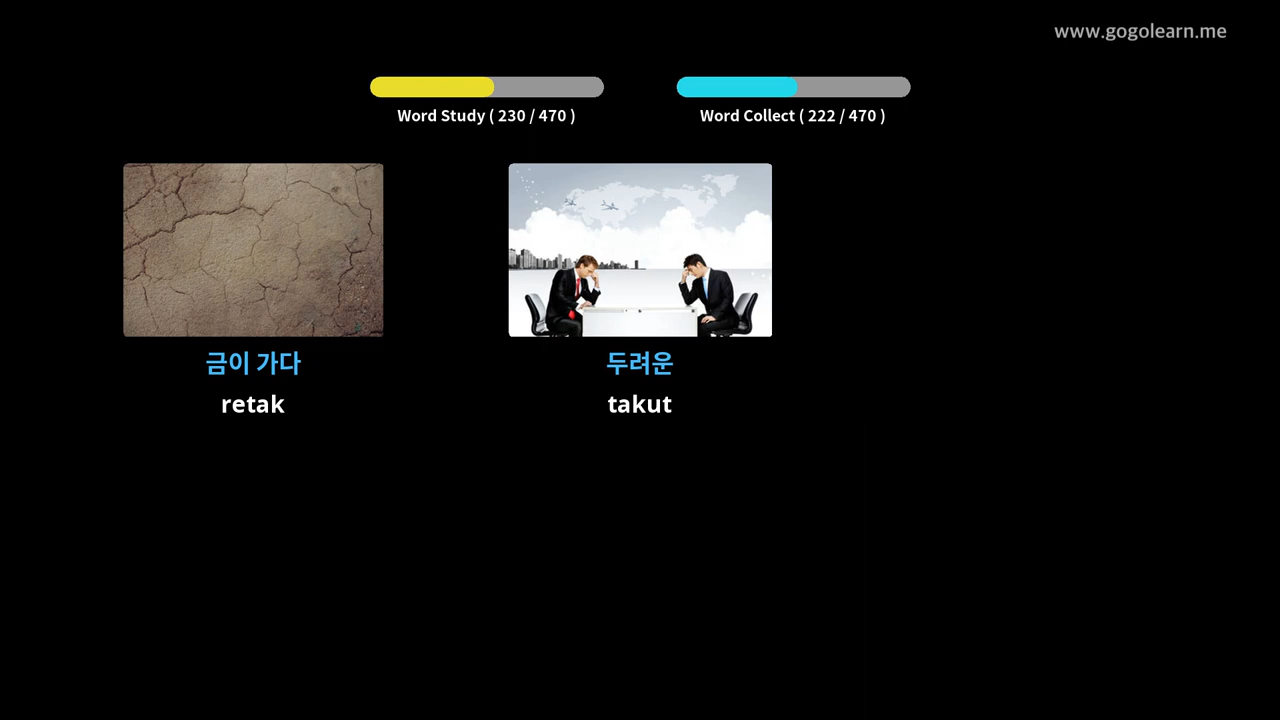 www.gogolearn.me
Word Study ( 230 / 470 )
Word Collect ( 222 / 470 )
금이 가다
retak
두려운
takut